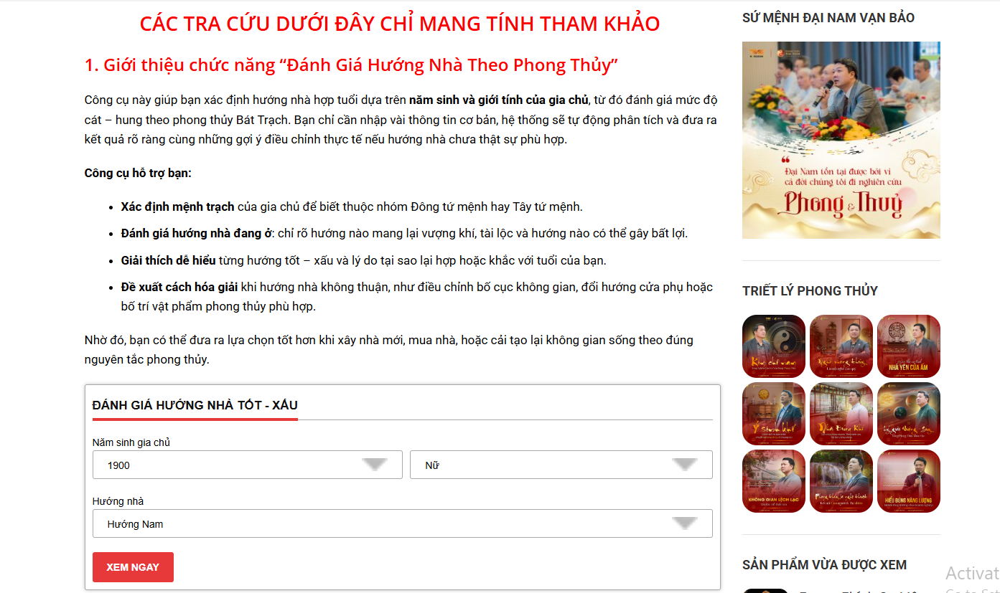 CÁC TRA CỨU DƯỚI ĐÂY CHỈ MANG TÍNH THAM KHẢO
1. Giới thiệu chức năng “Đánh Giá Hướng Nhà Theo Phong Thủy”
Công cụ này giúp bạn xác định hướng nhà hợp tuổi dựa trên năm sinh và giới tính của gia chủ, từ đó đánh giá mức độ
cát – hung theo phong thủy Bát Trạch. Bạn chỉ cần nhập vài thông tin cơ bản, hệ thống sẽ tự động phân tích và đưa ra
kết quả rõ ràng cùng những gợi ý điều chỉnh thực tế nếu hướng nhà chưa thật sự phù hợp.
Công cụ hỗ trợ bạn:
• Xác định mệnh trạch của gia chủ để biết thuộc nhóm Đông tứ mệnh hay Tây tứ mệnh.
• Đánh giá hướng nhà đang ở: chỉ rõ hướng nào mang lại vượng khí, tài lộc và hướng nào có thể gây bất lợi.
• Giải thích dễ hiểu từng hướng tốt – xấu và lý do tại sao lại hợp hoặc khắc với tuổi của bạn.
• Đề xuất cách hóa giải khi hướng nhà không thuận, như điều chỉnh bố cục không gian, đổi hướng cửa phụ hoặc
bố trí vật phẩm phong thủy phù hợp.
Nhờ đó, bạn có thể đưa ra lựa chọn tốt hơn khi xây nhà mới, mua nhà, hoặc cải tạo lại không gian sống theo đúng
nguyên tắc phong thủy.
ĐÁNH GIÁ HƯỚNG NHÀ TỐT - XẤU
Năm sinh gia chủ
1900
Nữ
Hướng nhà
Hướng Nam
XEM NGAY
SỨ MỆNH ĐẠI NAM VẠN BẢO
“
Đại Nam tồn tại được bởi vì
cả đời chúng tôi đi nghiên cứu
Phong & Thuỷ
TRIẾT LÝ PHONG THỦY
Kim chỉ nam
Nghề phong thủy
NHÀ YÊN CỬA ẤM
Nhà Đúng Khí
KHÔNG GIAN LỆCH LẠC
HIỂU ĐÚNG NĂNG LƯỢNG
SẢN PHẨM VỪA ĐƯỢC XEM
Activat